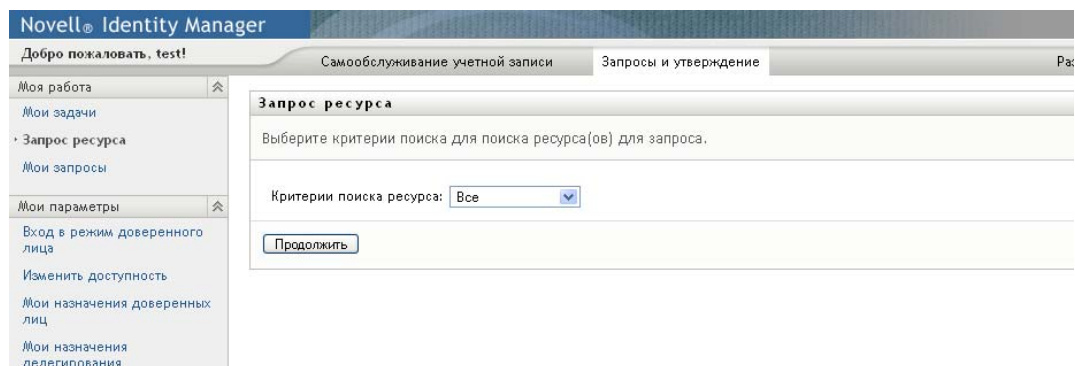 Novell® Identity Manager
Добро пожаловать, test!
Самообслуживание учетной записи
Запросы и утверждение
Моя работа
Мои задачи
Запрос ресурса
Мои запросы
Мои параметры
Вход в режим доверенного
лица
Изменить доступность
Мои назначения доверенных
лиц
Мои назначения
делегирования
Запрос ресурса
Выберите критерии поиска для поиска ресурса(ов) для запроса.
Критерии поиска ресурса: Все
Продолжить